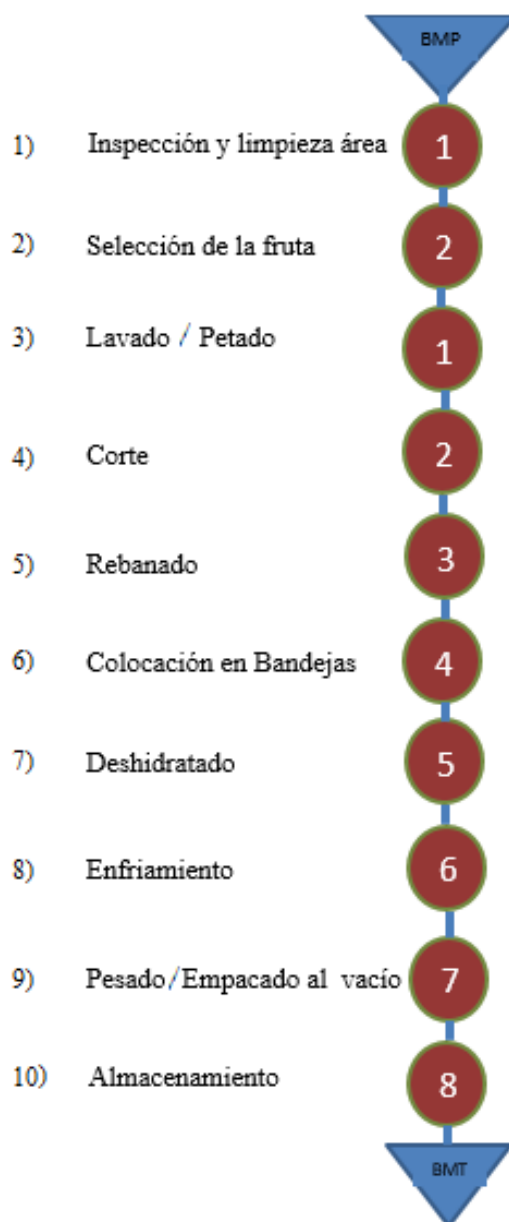 BMP
1) Inspección y limpieza área 1
2) Selección de la fruta 2
3) Lavado / Petado 1
4) Corte 2
5) Rebanado 3
6) Colocación en Bandejas 4
7) Deshidratado 5
8) Enfriamiento 6
9) Pesado/Empacado al vacío 7
10) Almacenamiento 8
BMT